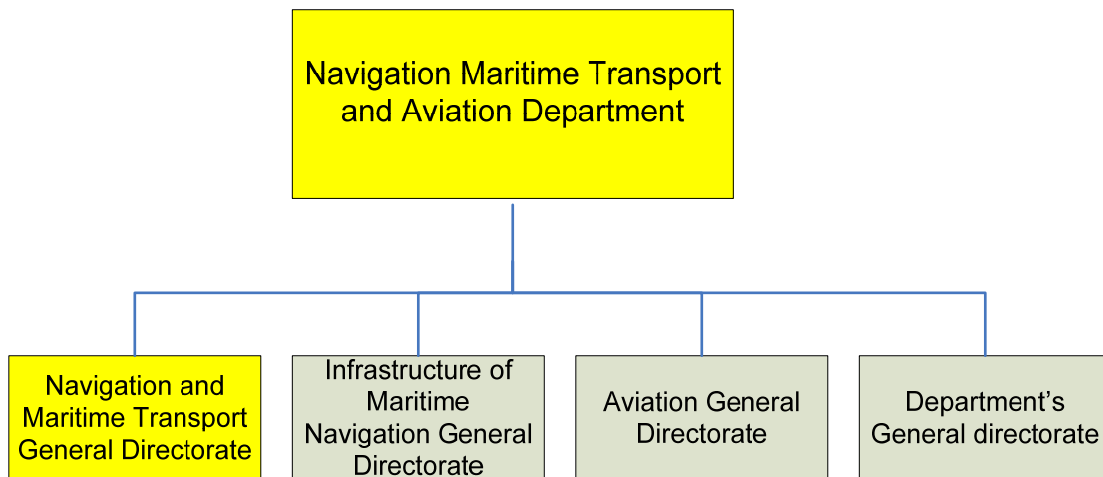 Navigation Maritime Transport
and Aviation Department
Navigation and
Maritime Transport
General Directorate
Infrastructure of
Maritime
Navigation General
Directorate
Aviation General
Directorate
Department’s
General directorate